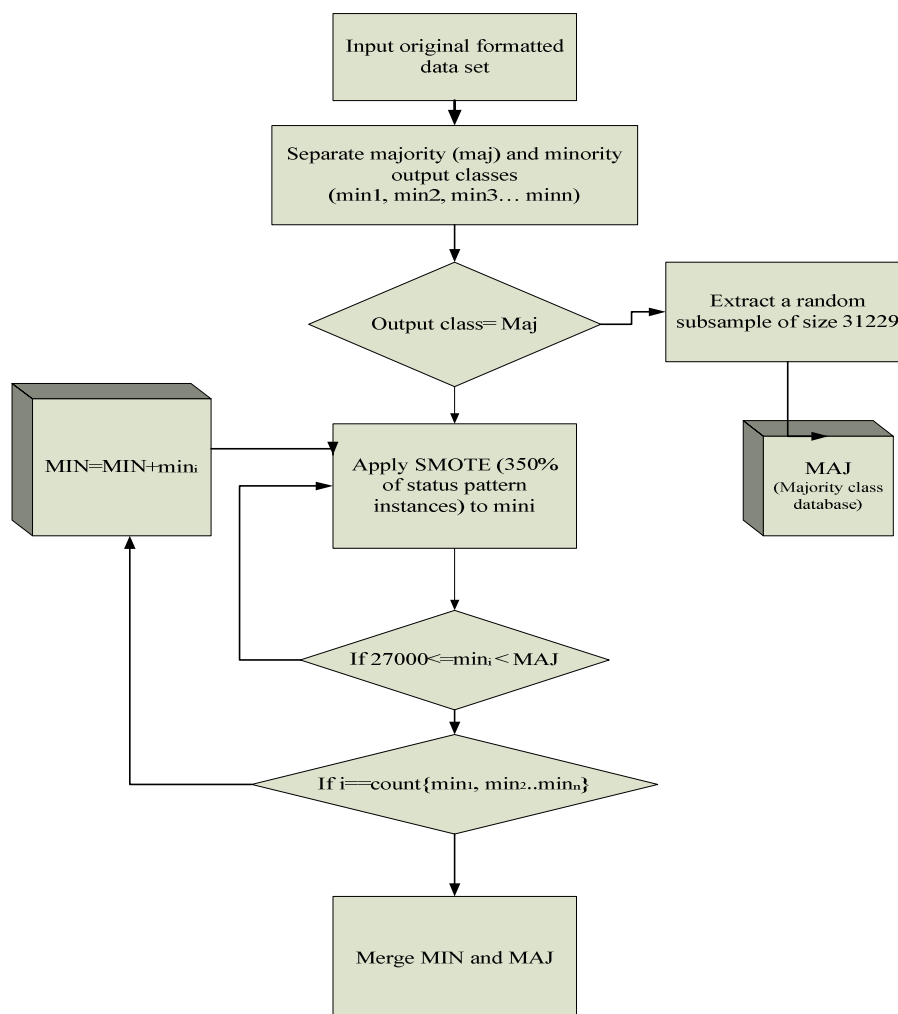 Input original formatted
data set
Separate majority (maj) and minority
output classes
(min1, min2, min3… minn)
Output class= Maj
Extract a random
subsample of size 31229
MIN=MIN+minᵢ
Apply SMOTE (350%
of status pattern
instances) to mini
MAJ
(Majority class
database)
If 27000<=minᵢ< MAJ
If i==count{min₁, min₂..minₙ}
Merge MIN and MAJ